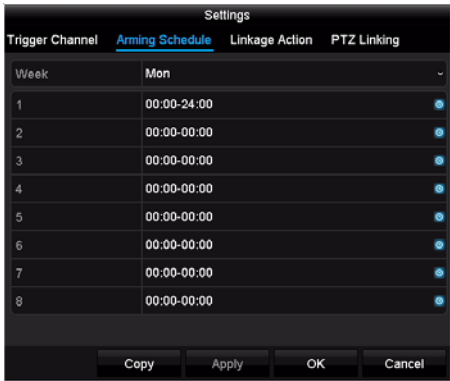 Settings
Trigger Channel Arming Schedule Linkage Action PTZ Linking
Week Mon
1 00:00-24:00
2 00:00-00:00
3 00:00-00:00
4 00:00-00:00
5 00:00-00:00
6 00:00-00:00
7 00:00-00:00
8 00:00-00:00
Copy Apply OK Cancel